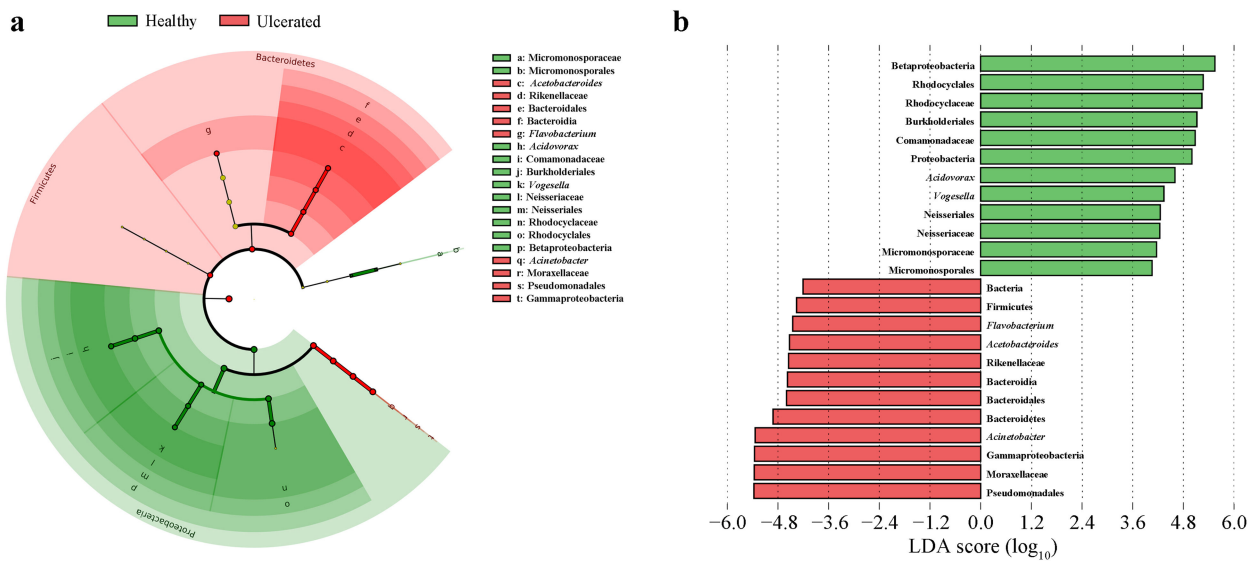 a
Healthy
Ulcerated
Bacteroidetes
Firmicutes
Proteobacteria
f
e
d
c
g
b
a
j
i
h
k
l
m
p
n
o
q
r
s
t
a: Micromonosporaceae
b: Micromonosporales
c: Acetobacteroides
d: Rikenellaceae
e: Bacteroidales
f: Bacteroidia
g: Flavobacterium
h: Acidovorax
i: Comamonadaceae
j: Burkholderiales
k: Vogesella
l: Neisseriaceae
m: Neisseriales
n: Rhodocyclaceae
o: Rhodocyclales
p: Betaproteobacteria
q: Acinetobacter
r: Moraxellaceae
s: Pseudomonadales
t: Gammaproteobacteria
b
Betaproteobacteria
Rhodocyclales
Rhodocyclaceae
Burkholderiales
Comamonadaceae
Proteobacteria
Acidovorax
Vogesella
Neisseriales
Neisseriaceae
Micromonosporaceae
Micromonosporales
Bacteria
Firmicutes
Flavobacterium
Acetobacteroides
Rikenellaceae
Bacteroidia
Bacteroidales
Bacteroidetes
Acinetobacter
Gammaproteobacteria
Moraxellaceae
Pseudomonadales
−6.0 −4.8 −3.6 −2.4 −1.2 0.0 1.2 2.4 3.6 4.8 6.0
LDA score (log10)